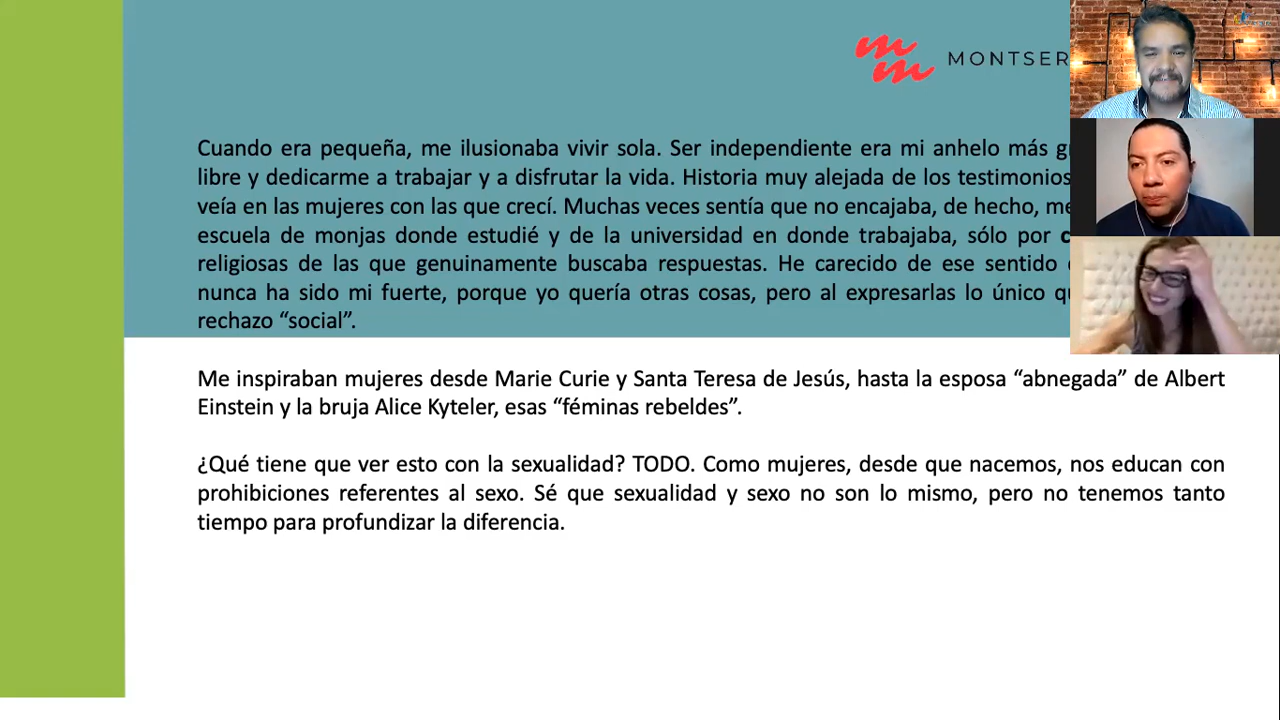 MONTSER
Cuando era pequeña, me ilusionaba vivir sola. Ser independiente era mi anhelo más
libre y dedicarme a trabajar y a disfrutar la vida. Historia muy alejada de los testimonios
veía en las mujeres con las que crecí. Muchas veces sentía que no encajaba, de hecho,
escuela de monjas donde estudié y de la universidad en donde trabajaba, sólo por
religiosas de las que genuinamente buscaba respuestas. He carecido de ese sentido
nunca ha sido mi fuerte, porque yo quería otras cosas, pero al expresarlas lo único
rechazo “social”.
Me inspiraban mujeres desde Marie Curie y Santa Teresa de Jesús, hasta la esposa “abnegada” de Albert
Einstein y la bruja Alice Kyteler, esas “féminas rebeldes”.
¿Qué tiene que ver esto con la sexualidad? TODO. Como mujeres, desde que nacemos, nos educan con
prohibiciones referentes al sexo. Sé que sexualidad y sexo no son lo mismo, pero no tenemos tanto
tiempo para profundizar la diferencia.